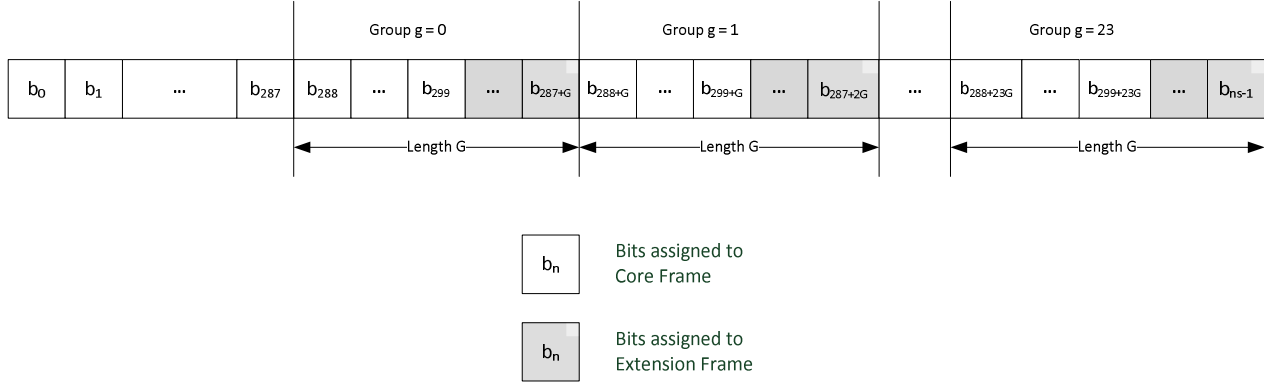 Group g = 0 Group g = 1 Group g = 23
b0 b1 ... b287 b288 ... b299 ... b287+G b288+G ... b299+G ... b287+2G ... b288+23G ... b299+23G ... bns-1
Length G Length G Length G
bn Bits assigned to
Core Frame
bn Bits assigned to
Extension Frame